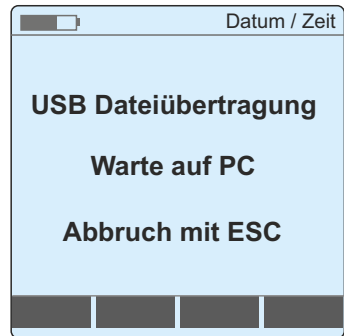 Datum / Zeit
USB Dateiübertragung
Warte auf PC
Abbruch mit ESC